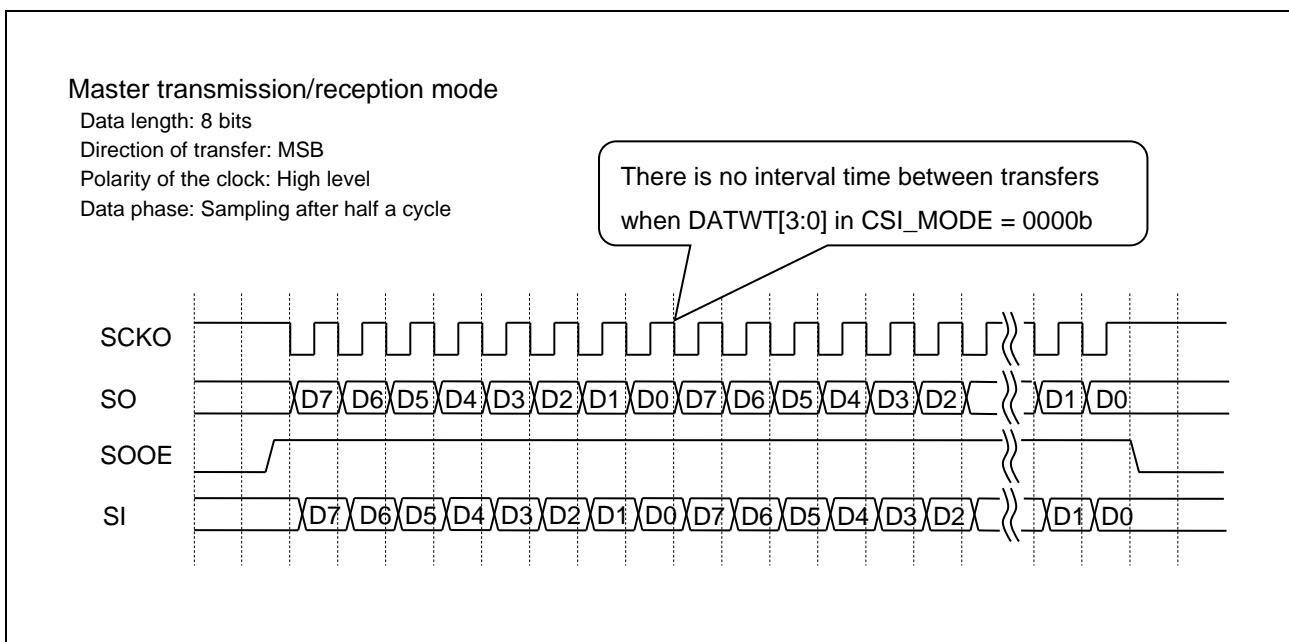 Master transmission/reception mode
Data length: 8 bits
Direction of transfer: MSB
Polarity of the clock: High level
Data phase: Sampling after half a cycle
There is no interval time between transfers
when DATWT[3:0] in CSI_MODE = 0000b
SCKO
SO D7 D6 D5 D4 D3 D2 D1 D0 D7 D6 D5 D4 D3 D2 D1 D0
SOOE
SI D7 D6 D5 D4 D3 D2 D1 D0 D7 D6 D5 D4 D3 D2 D1 D0